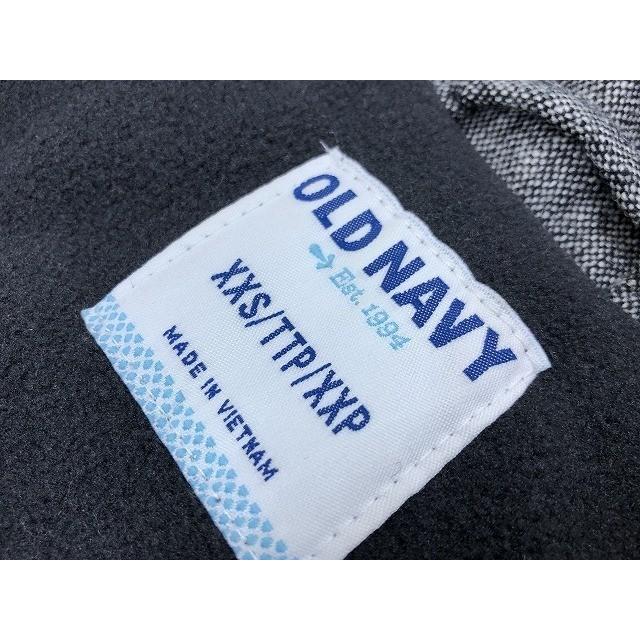 OLD NAVY
Est. 1994
XXS/TTP/XXP
MADE IN VIETNAM